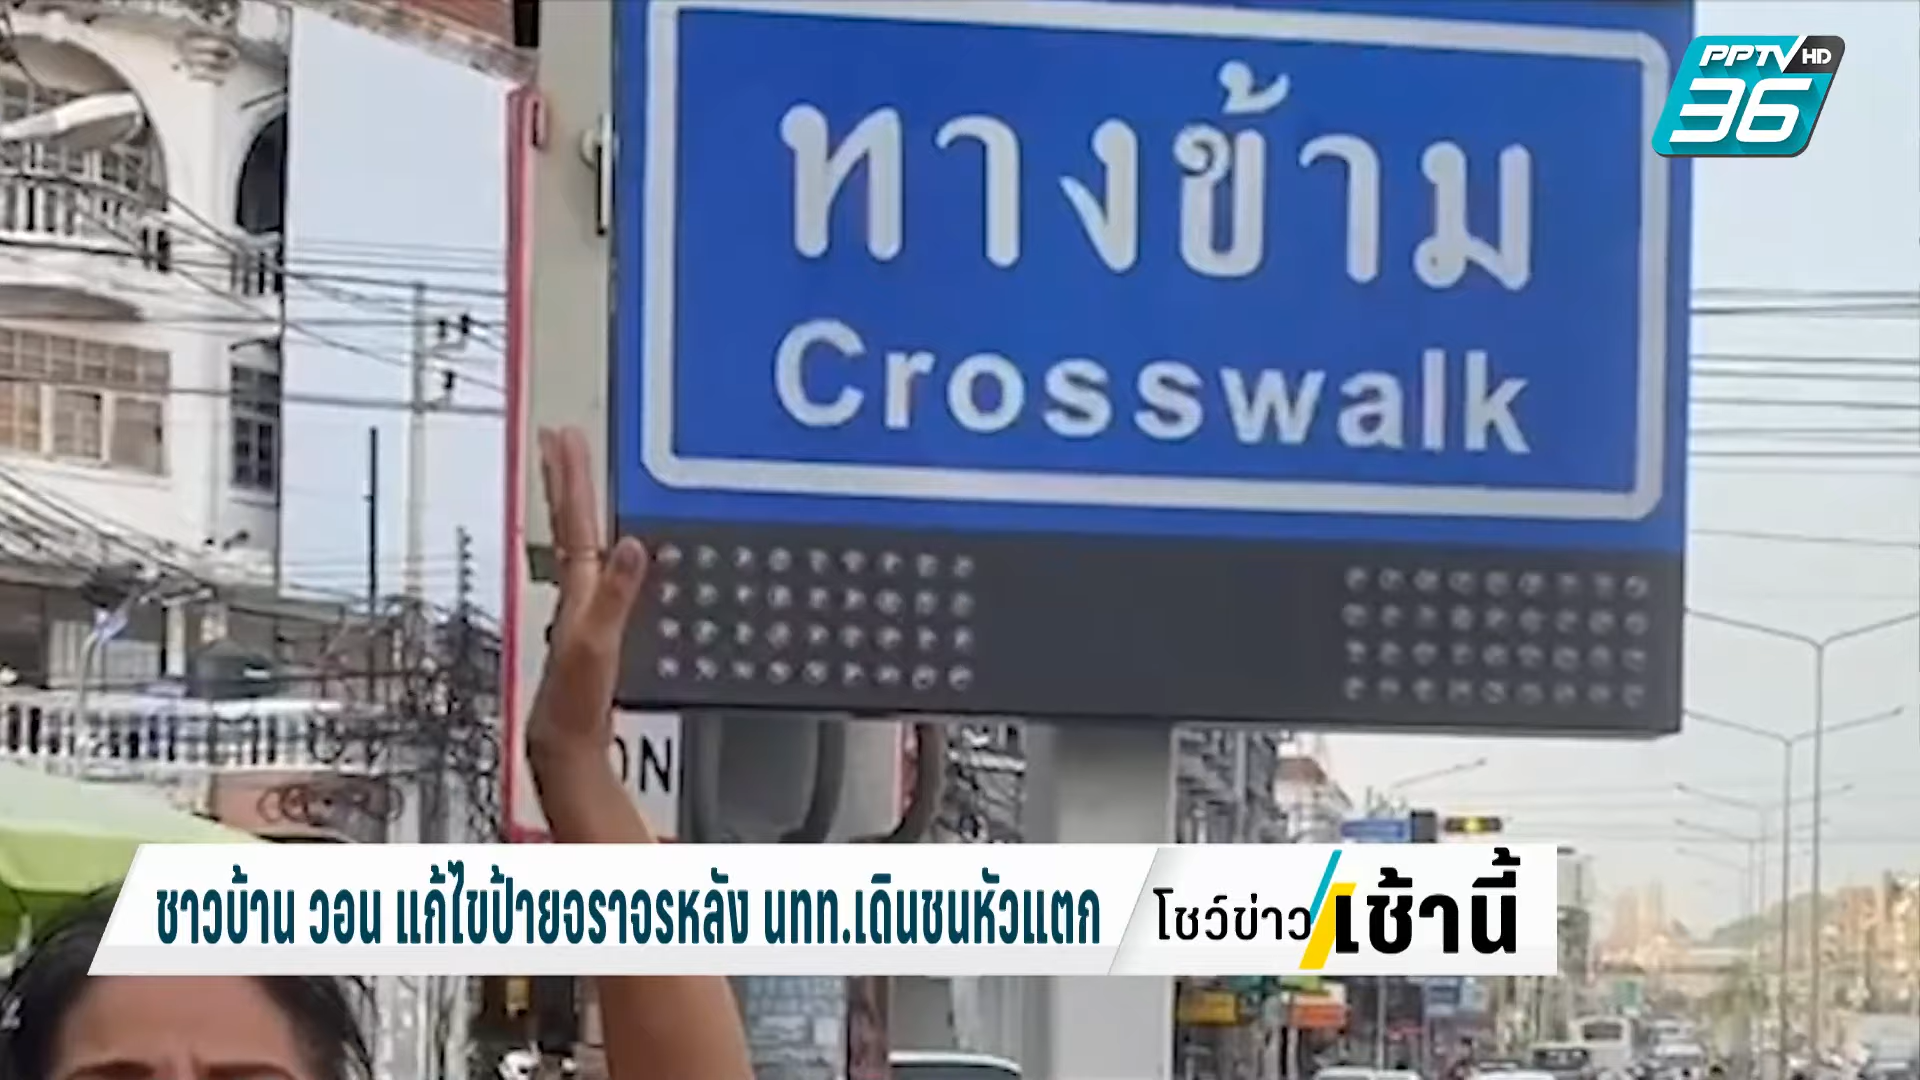 PPTV HD
36
ทางข้าม
Crosswalk
ON
ชาวบ้าน วอน แก้ไขป้ายจราจรหลัง นทท.เดินชนหัวแตก
โชว์ข่าว เช้านี้